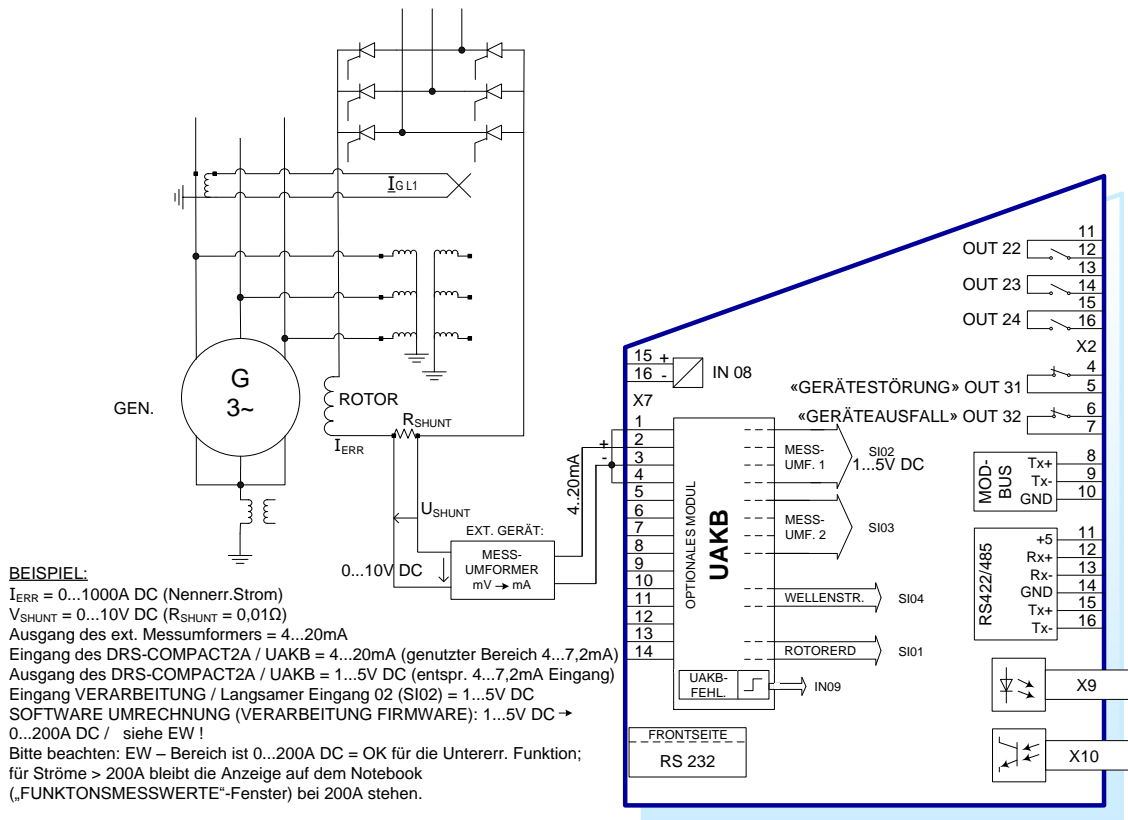 I G L1
G
3~
GEN.
ROTOR
RSHUNT
IERR
USHUNT
EXT. GERÄT:
MESS-
UMFORMER
mV → mA
0...10V DC
4..20mA
+
-
BEISPIEL:
IERR = 0...1000A DC (Nennerr.Strom)
VSHUNT = 0...10V DC (RSHUNT = 0,01Ω)
Ausgang des ext. Messumformers = 4...20mA
Eingang des DRS-COMPACT2A / UAKB = 4...20mA (genutzter Bereich 4...7,2mA)
Ausgang des DRS-COMPACT2A / UAKB = 1...5V DC (entspr. 4...7,2mA Eingang)
Eingang VERARBEITUNG / Langsamer Eingang 02 (SI02) = 1...5V DC
SOFTWARE UMRECHNUNG (VERARBEITUNG FIRMWARE): 1...5V DC →
0...200A DC / siehe EW !
Bitte beachten: EW – Bereich ist 0...200A DC = OK für die Untererr. Funktion;
für Ströme > 200A bleibt die Anzeige auf dem Notebook
(„FUNKTONSMESSWERTE“-Fenster) bei 200A stehen.
15 +
16 -
IN 08
X7
1
2
3
4
5
6
7
8
9
10
11
12
13
14
OPTIONALES MODUL
UAKB
MESS-
UMF. 1
SI02
1...5V DC
MESS-
UMF. 2
SI03
WELLENSTR.
SI04
ROTORERD
SI01
UAKB-
FEHL.
IN09
FRONTSEITE
RS 232
OUT 22
11
12
OUT 23
13
14
OUT 24
15
16
X2
«GERÄTESTÖRUNG» OUT 31
4
5
«GERÄTEAUSFALL» OUT 32
6
7
MOD-
BUS
Tx+ 8
Tx- 9
GND 10
RS422/485
+5 11
Rx+ 12
Rx- 13
GND 14
Tx+ 15
Tx- 16
X9
X10